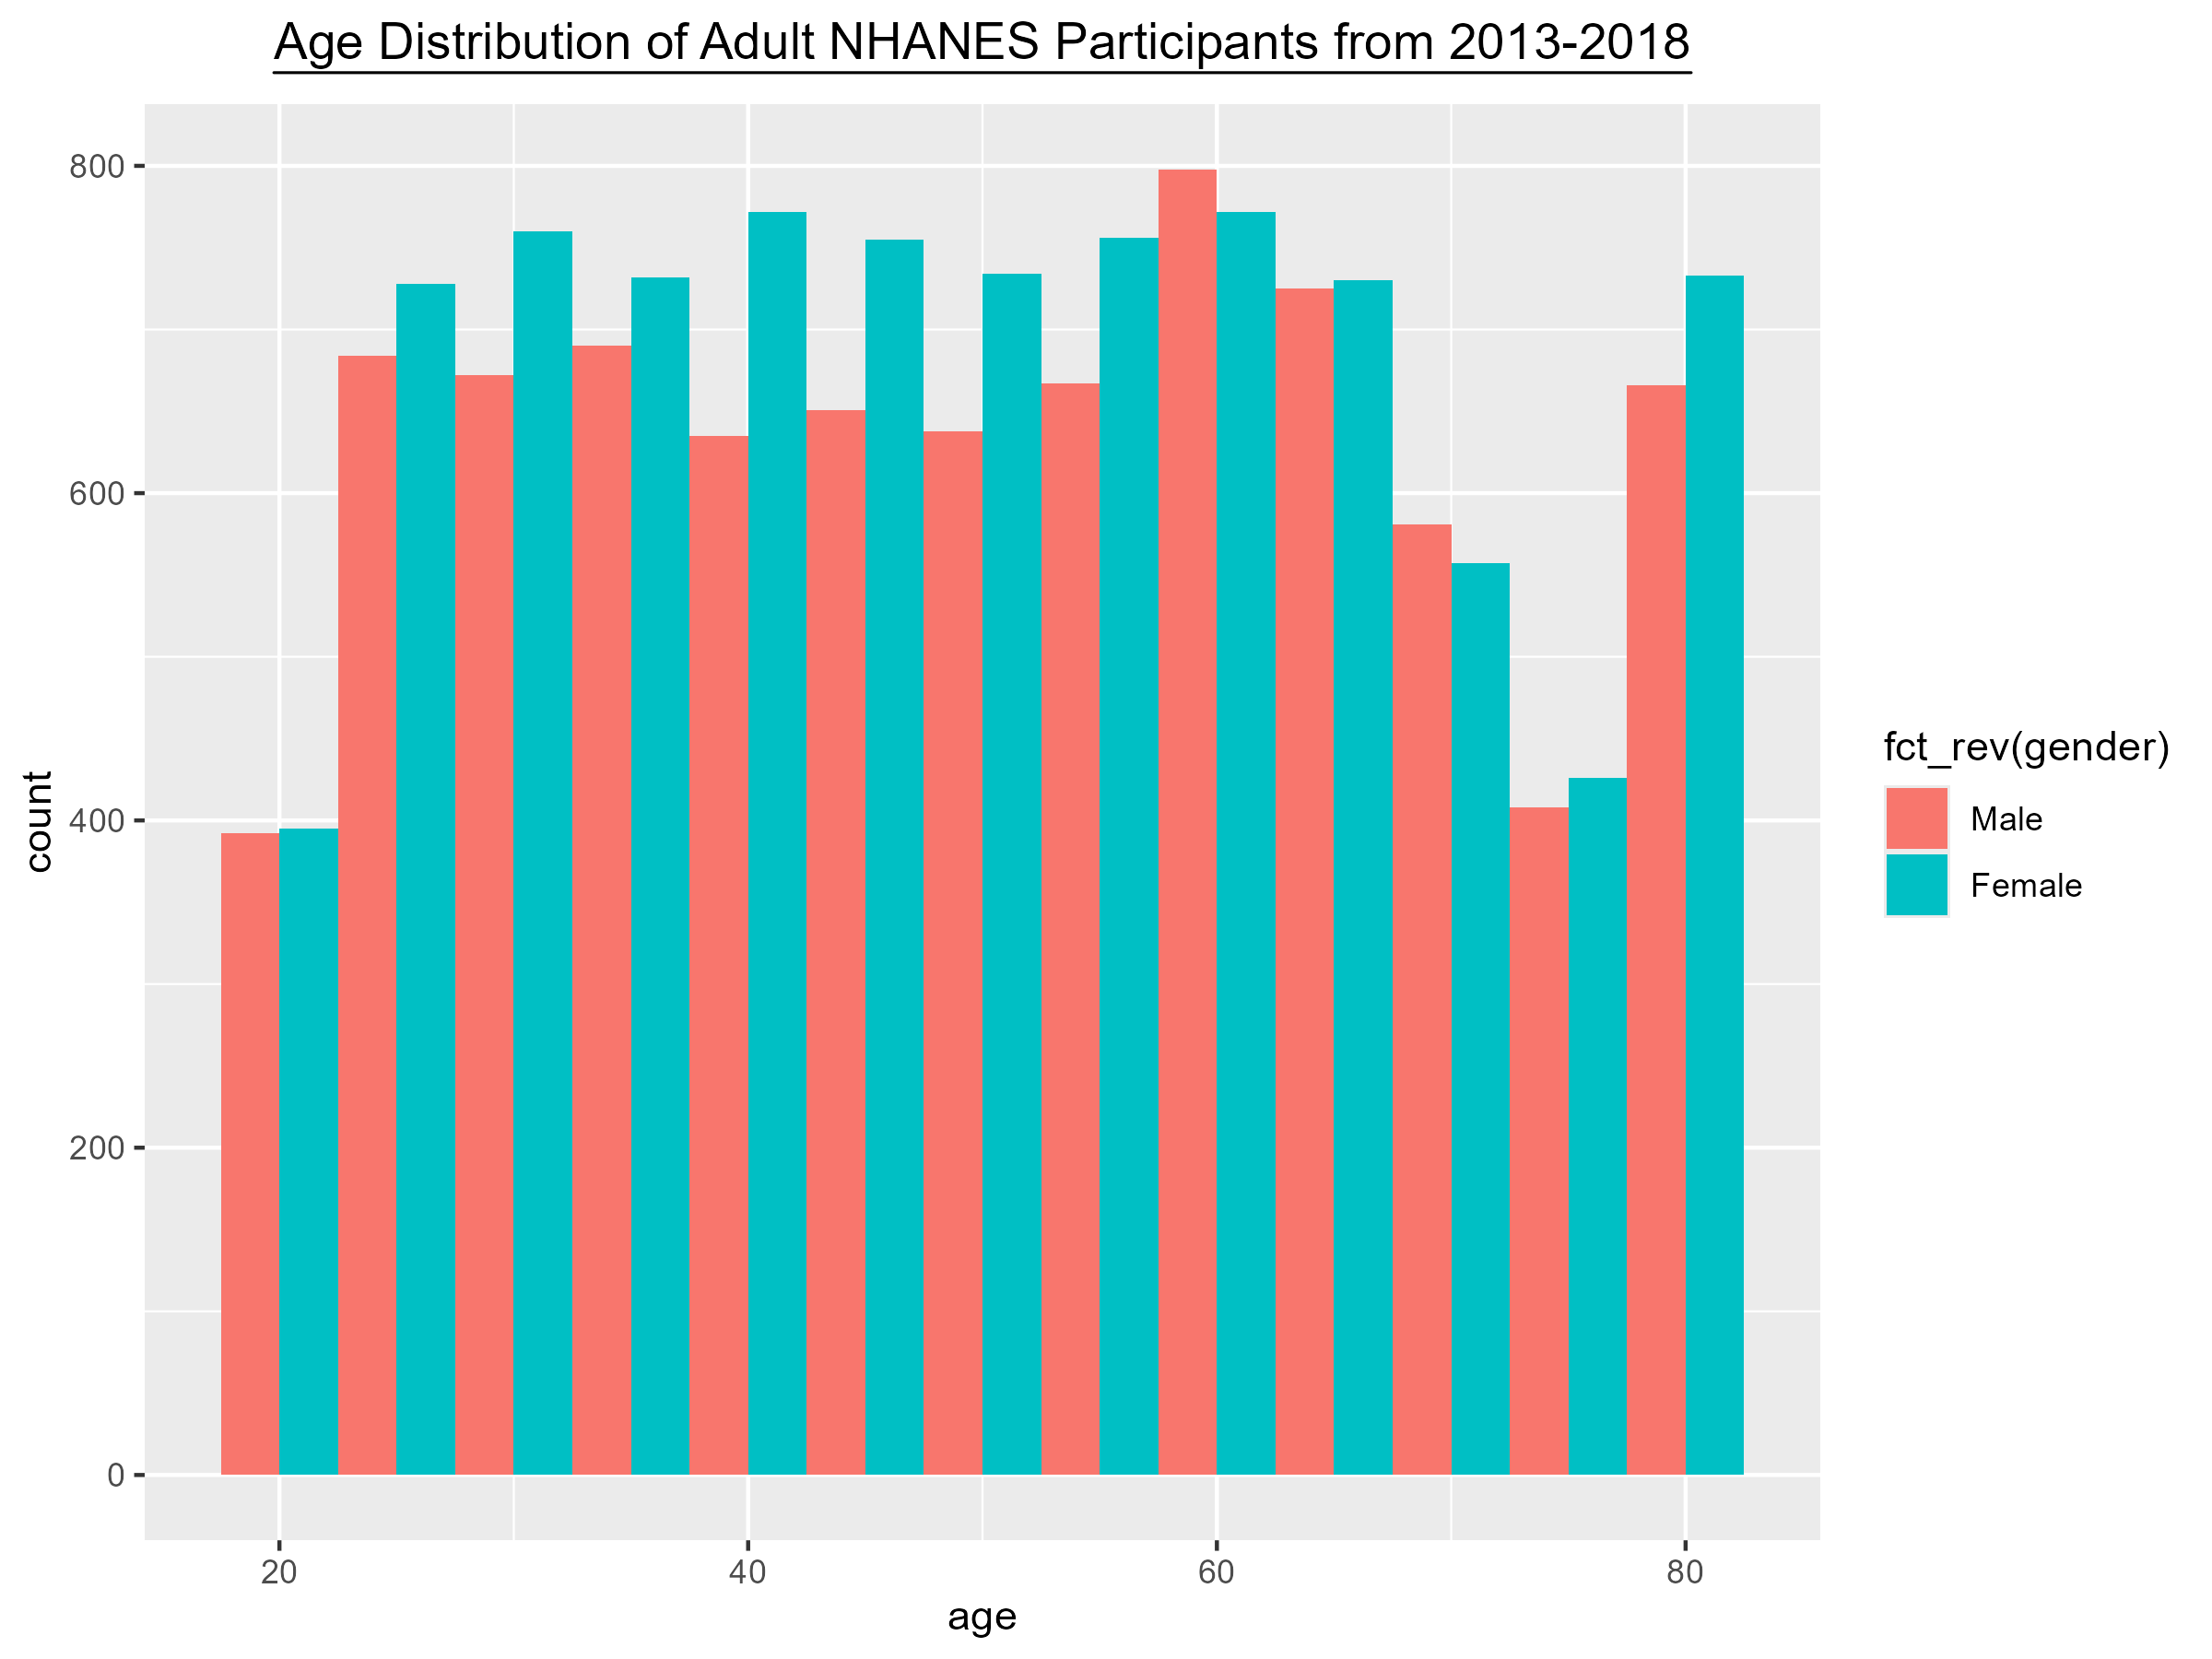 Age Distribution of Adult NHANES Participants from 2013-2018
800
600
400
200
0
count
20 40 60 80
age
fct_rev(gender)
Male
Female